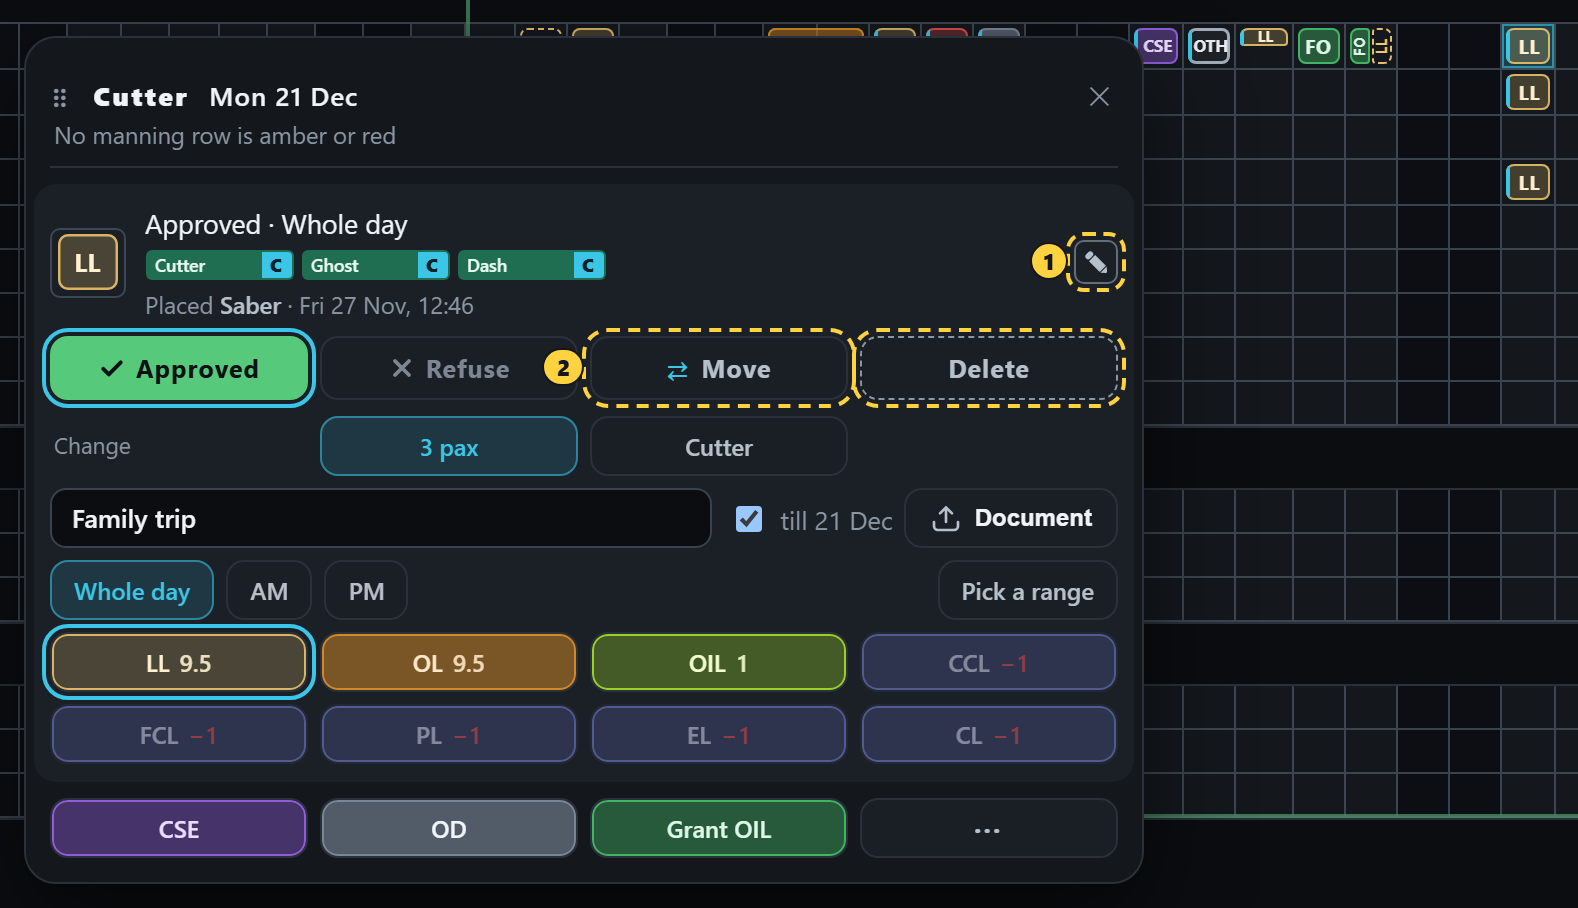 CSE OTH LL FO FO LL LL
Cutter Mon 21 Dec
LL
No manning row is amber or red
LL
Approved · Whole day
LL
Cutter C Ghost C Dash C
1
Placed Saber · Fri 27 Nov, 12:46
Approved Refuse 2 Move Delete
Change 3 pax Cutter
Family trip till 21 Dec Document
Whole day AM PM Pick a range
LL 9.5 OL 9.5 OIL 1 CCL −1
FCL −1 PL −1 EL −1 CL −1
CSE OD Grant OIL ...